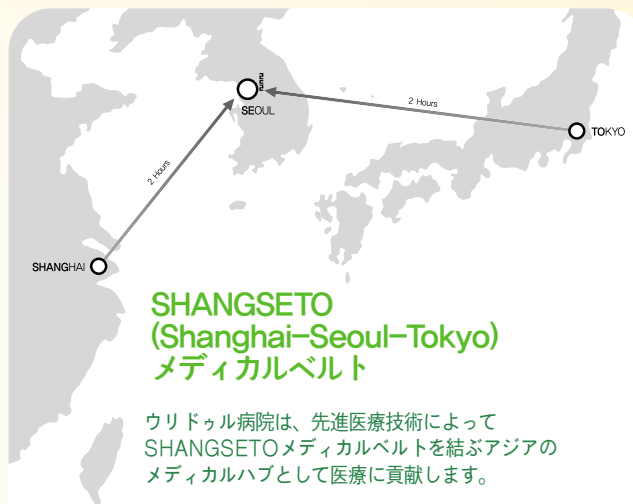 SEOUL
2 Hours
TOKYO
2 Hours
SHANGHAI
SHANGSETO
(Shanghai–Seoul–Tokyo)
メディカルベルト
ウリドゥル病院は、先進医療技術によって
SHANGSETOメディカルベルトを結ぶアジアの
メディカルハブとして医療に貢献します。